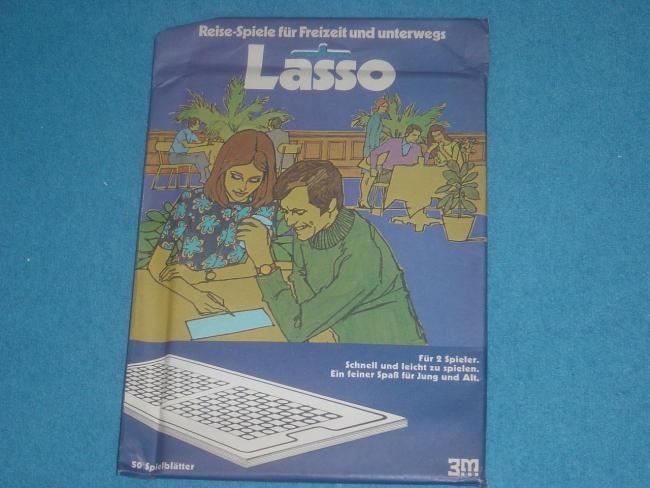 Reise-Spiele für Freizeit und unterwegs
Lasso
Für 2 Spieler.
Schnell und leicht zu spielen.
Ein feiner Spaß für Jung und Alt.
50 Spielblätter
3M